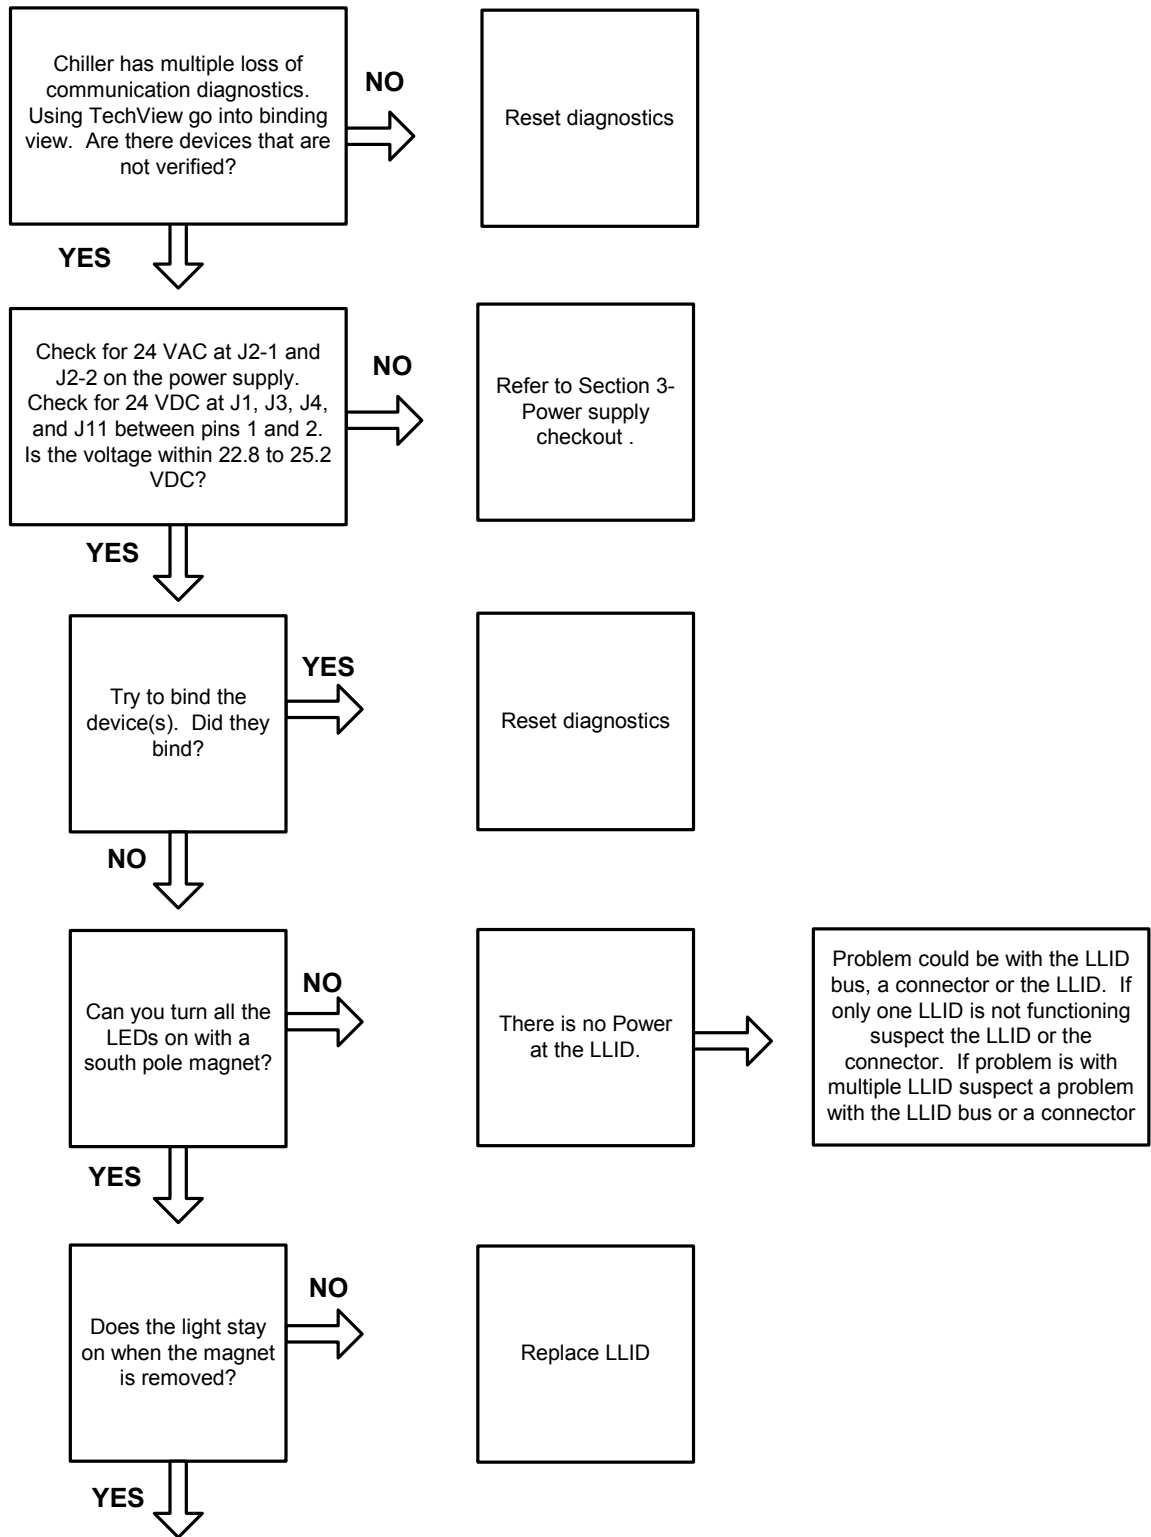 Chiller has multiple loss of
communication diagnostics.
Using TechView go into binding
view. Are there devices that are
not verified?
NO
Reset diagnostics
YES
Check for 24 VAC at J2-1 and
J2-2 on the power supply.
Check for 24 VDC at J1, J3, J4,
and J11 between pins 1 and 2.
Is the voltage within 22.8 to 25.2
VDC?
NO
Refer to Section 3-
Power supply
checkout .
YES
Try to bind the
device(s). Did they
bind?
YES
Reset diagnostics
NO
Can you turn all the
LEDs on with a
south pole magnet?
NO
There is no Power
at the LLID.
Problem could be with the LLID
bus, a connector or the LLID. If
only one LLID is not functioning
suspect the LLID or the
connector. If problem is with
multiple LLID suspect a problem
with the LLID bus or a connector
YES
Does the light stay
on when the magnet
is removed?
NO
Replace LLID
YES